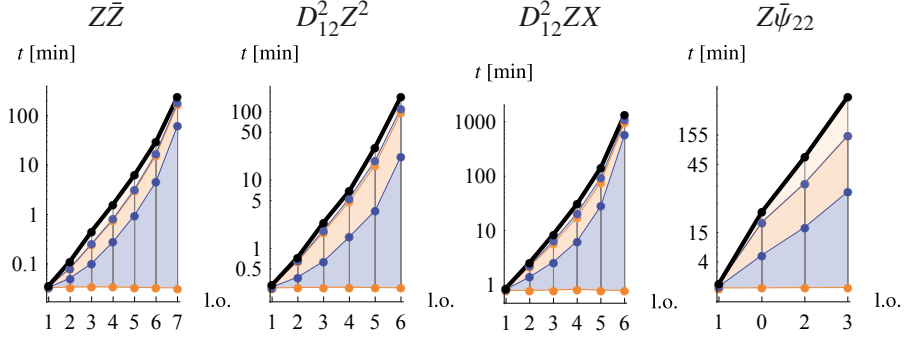 ZZ̄ D²₁₂Z² D²₁₂ZX Zψ̄₂₂
t [min] t [min] t [min] t [min]
100 10 1 0.1 l.o.
1 2 3 4 5 6 7
100 50 10 5 1 0.5 l.o.
1 2 3 4 5 6
1000 100 10 1 l.o.
1 2 3 4 5 6
155 45 15 4 l.o.
1 0 2 3